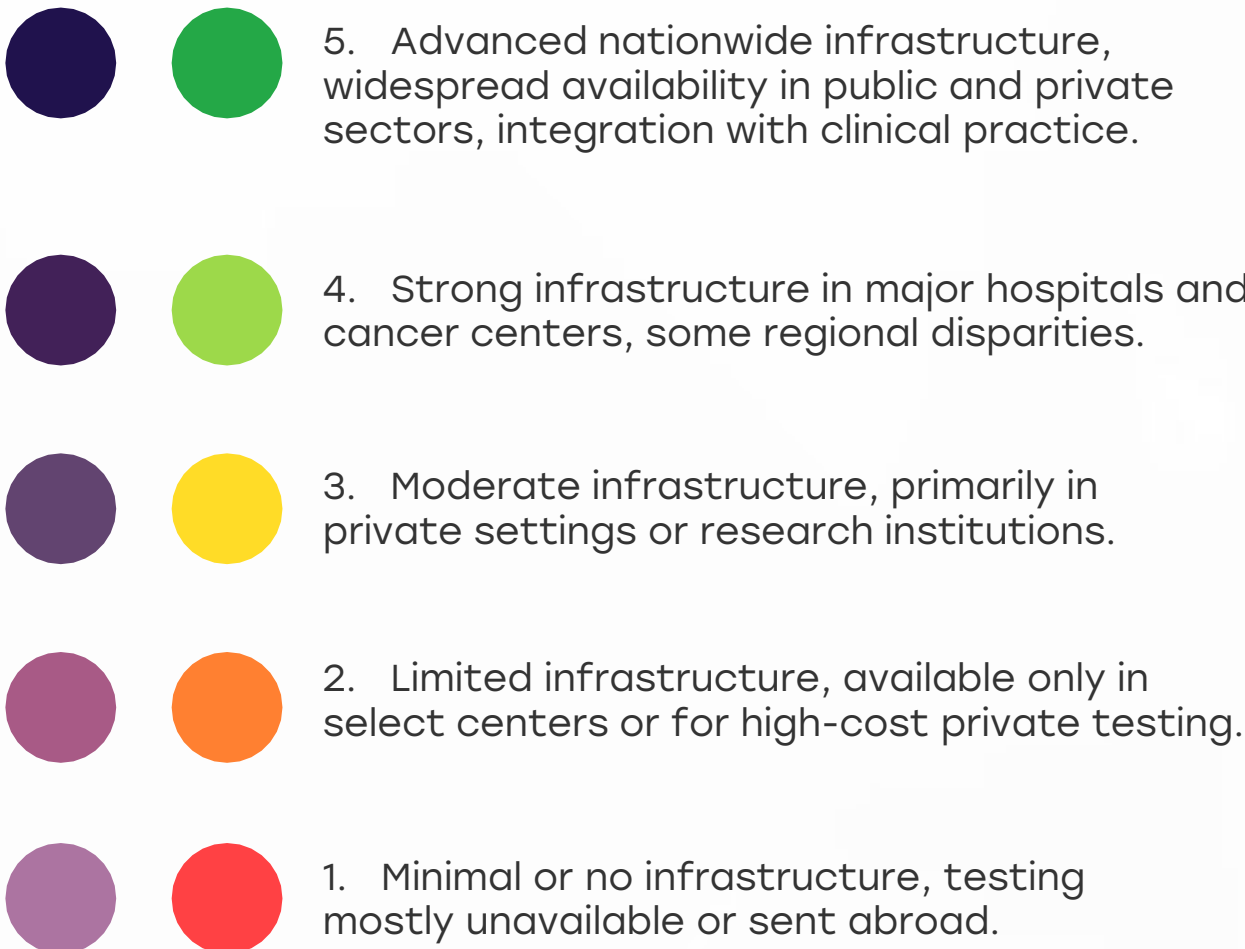 5. Advanced nationwide infrastructure,
widespread availability in public and private
sectors, integration with clinical practice.
4. Strong infrastructure in major hospitals and
cancer centers, some regional disparities.
3. Moderate infrastructure, primarily in
private settings or research institutions.
2. Limited infrastructure, available only in
select centers or for high-cost private testing.
1. Minimal or no infrastructure, testing
mostly unavailable or sent abroad.